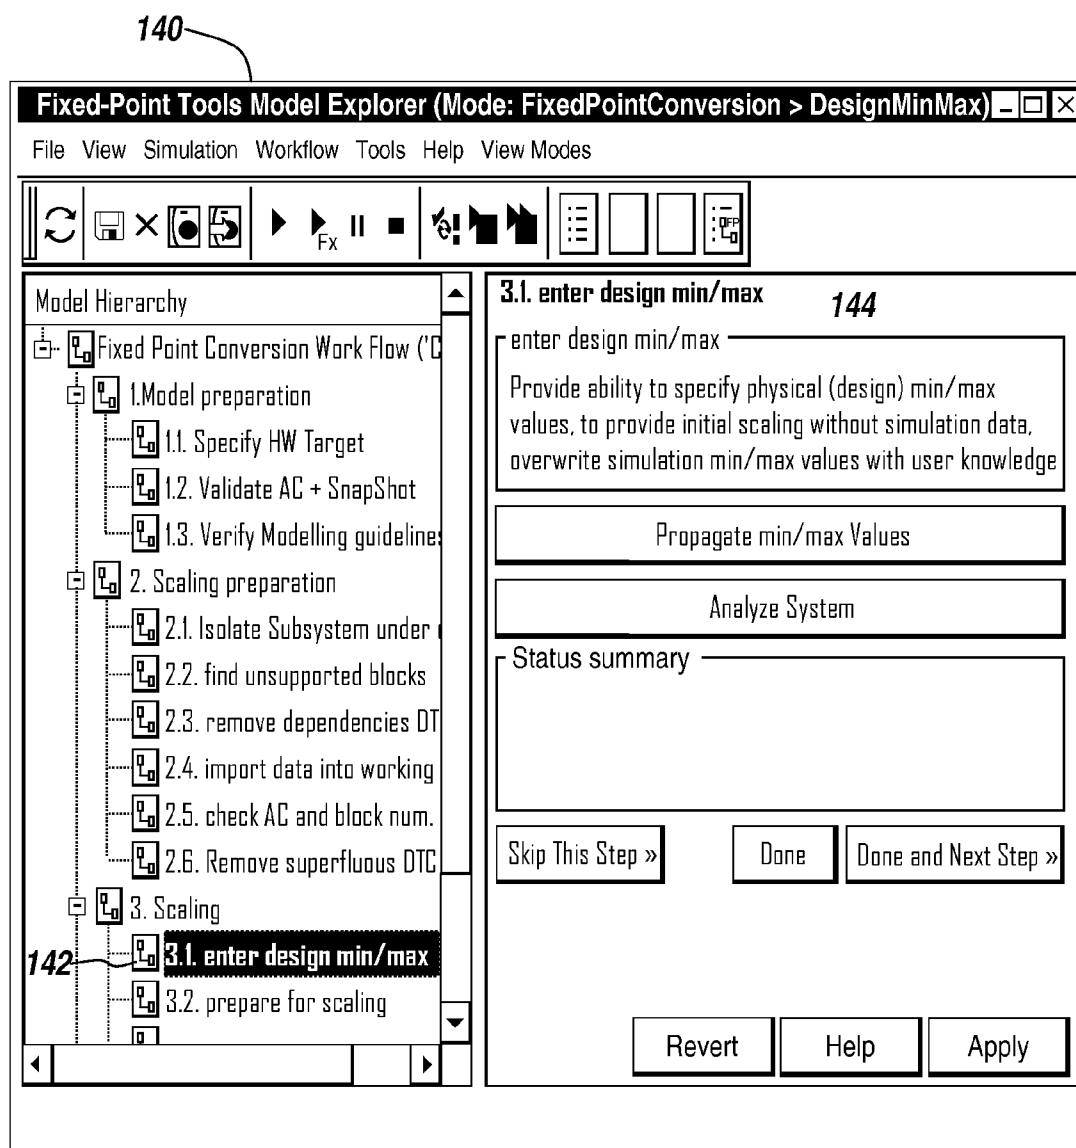 140
Fixed-Point Tools Model Explorer (Mode: FixedPointConversion > DesignMinMax)
File View Simulation Workflow Tools Help View Modes
Fx
FP
Model Hierarchy
Fixed Point Conversion Work Flow ('C
1.Model preparation
1.1. Specify HW Target
1.2. Validate AC + SnapShot
1.3. Verify Modelling guidelines
2. Scaling preparation
2.1. Isolate Subsystem under
2.2. find unsupported blocks
2.3. remove dependencies DT
2.4. import data into working
2.5. check AC and block num.
2.6. Remove superfluous DTC
3. Scaling
142
3.1. enter design min/max
3.2. prepare for scaling
3.1. enter design min/max
144
enter design min/max
Provide ability to specify physical (design) min/max
values, to provide initial scaling without simulation data,
overwrite simulation min/max values with user knowledge
Propagate min/max Values
Analyze System
Status summary
Skip This Step »
Done
Done and Next Step »
Revert
Help
Apply